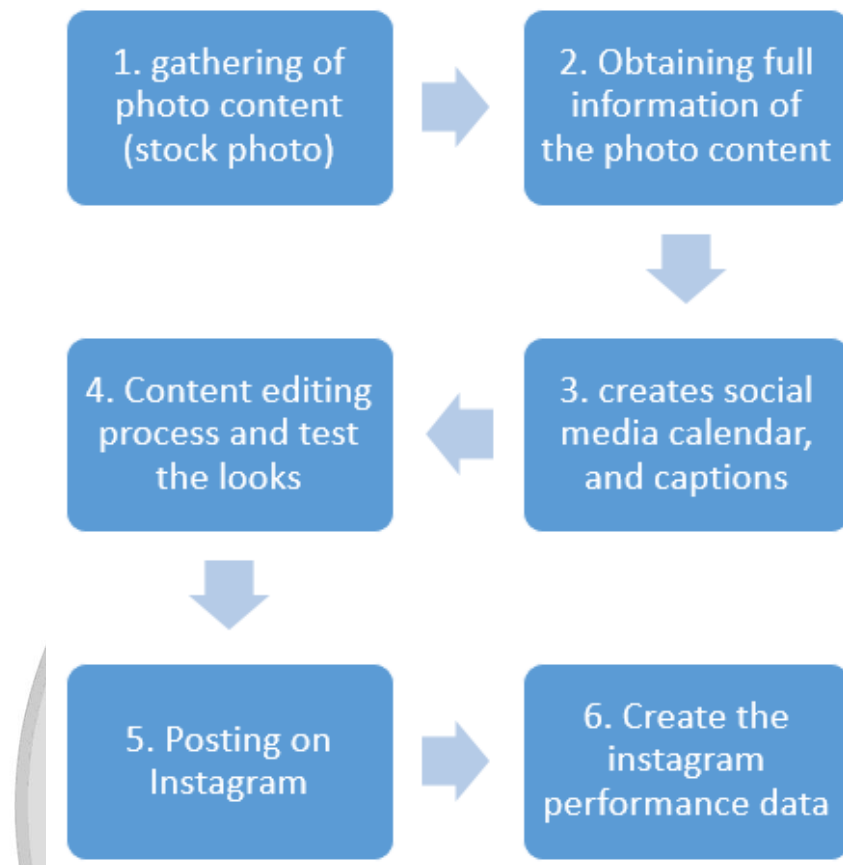 1. gathering of
photo content
(stock photo)
2. Obtaining full
information of
the photo content
3. creates social
media calendar,
and captions
4. Content editing
process and test
the looks
5. Posting on
Instagram
6. Create the
instagram
performance data